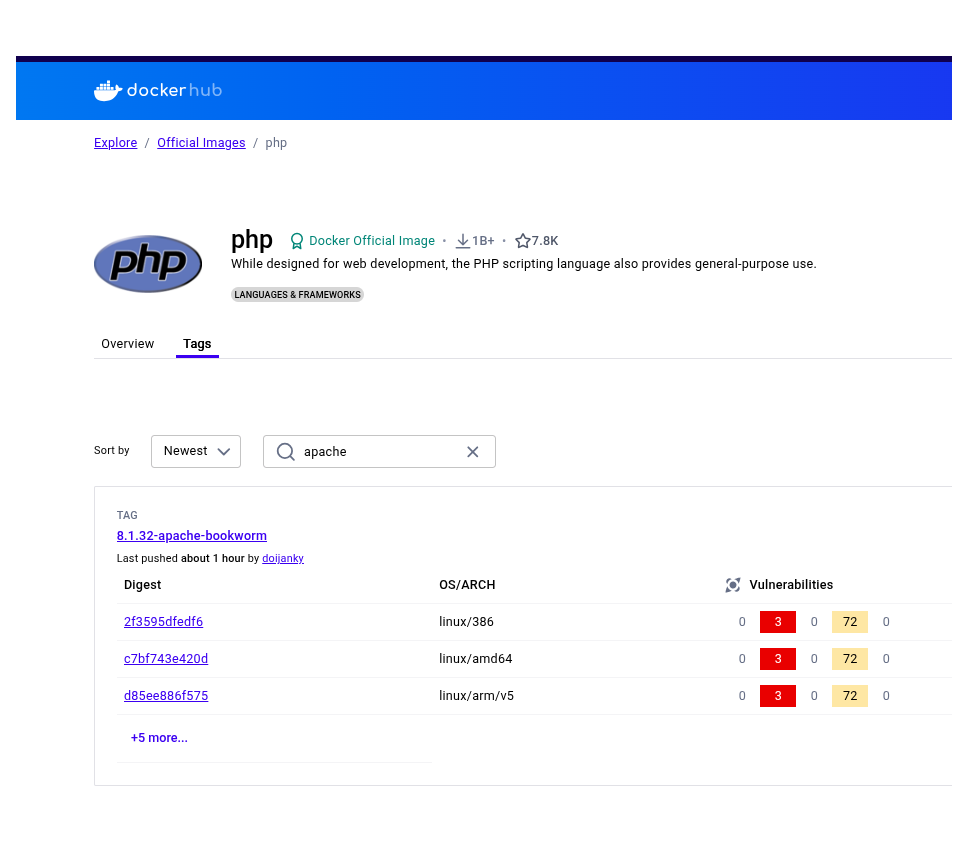 dockerhub
Explore / Official Images / php
php
php Docker Official Image • 1B+ • 7.8K
While designed for web development, the PHP scripting language also provides general-purpose use.
LANGUAGES & FRAMEWORKS
Overview Tags
Sort by Newest apache
TAG
8.1.32-apache-bookworm
Last pushed about 1 hour by doijanky
Digest OS/ARCH Vulnerabilities
2f3595dfedf6 linux/386 0 3 0 72 0
c7bf743e420d linux/amd64 0 3 0 72 0
d85ee886f575 linux/arm/v5 0 3 0 72 0
+5 more...